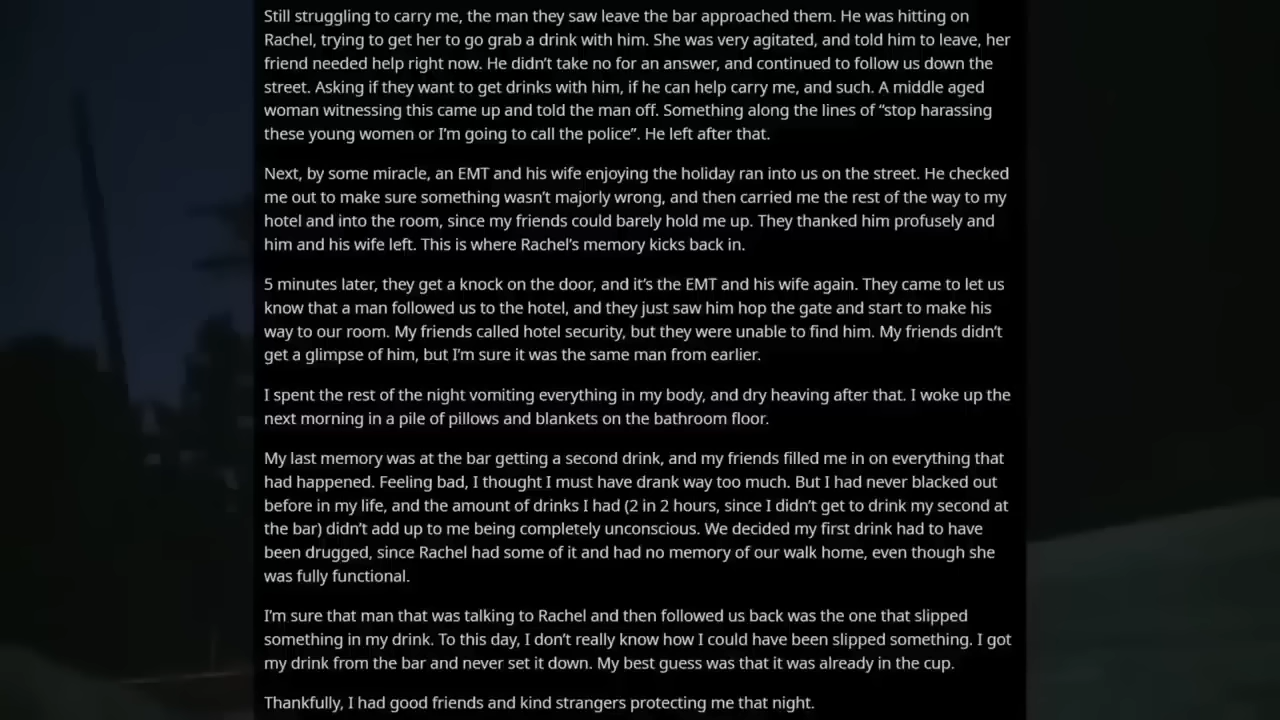 Still struggling to carry me, the man they saw leave the bar approached them. He was hitting on
Rachel, trying to get her to go grab a drink with him. She was very agitated, and told him to leave, her
friend needed help right now. He didn’t take no for an answer, and continued to follow us down the
street. Asking if they want to get drinks with him, if he can help carry me, and such. A middle aged
woman witnessing this came up and told the man off. Something along the lines of “stop harassing
these young women or I’m going to call the police”. He left after that.
Next, by some miracle, an EMT and his wife enjoying the holiday ran into us on the street. He checked
me out to make sure something wasn’t majorly wrong, and then carried me the rest of the way to my
hotel and into the room, since my friends could barely hold me up. They thanked him profusely and
him and his wife left. This is where Rachel’s memory kicks back in.
5 minutes later, they get a knock on the door, and it’s the EMT and his wife again. They came to let us
know that a man followed us to the hotel, and they just saw him hop the gate and start to make his
way to our room. My friends called hotel security, but they were unable to find him. My friends didn’t
get a glimpse of him, but I’m sure it was the same man from earlier.
I spent the rest of the night vomiting everything in my body, and dry heaving after that. I woke up the
next morning in a pile of pillows and blankets on the bathroom floor.
My last memory was at the bar getting a second drink, and my friends filled me in on everything that
had happened. Feeling bad, I thought I must have drank way too much. But I had never blacked out
before in my life, and the amount of drinks I had (2 in 2 hours, since I didn’t get to drink my second at
the bar) didn’t add up to me being completely unconscious. We decided my first drink had to have
been drugged, since Rachel had some of it and had no memory of our walk home, even though she
was fully functional.
I’m sure that man that was talking to Rachel and then followed us back was the one that slipped
something in my drink. To this day, I don’t really know how I could have been slipped something. I got
my drink from the bar and never set it down. My best guess was that it was already in the cup.
Thankfully, I had good friends and kind strangers protecting me that night.